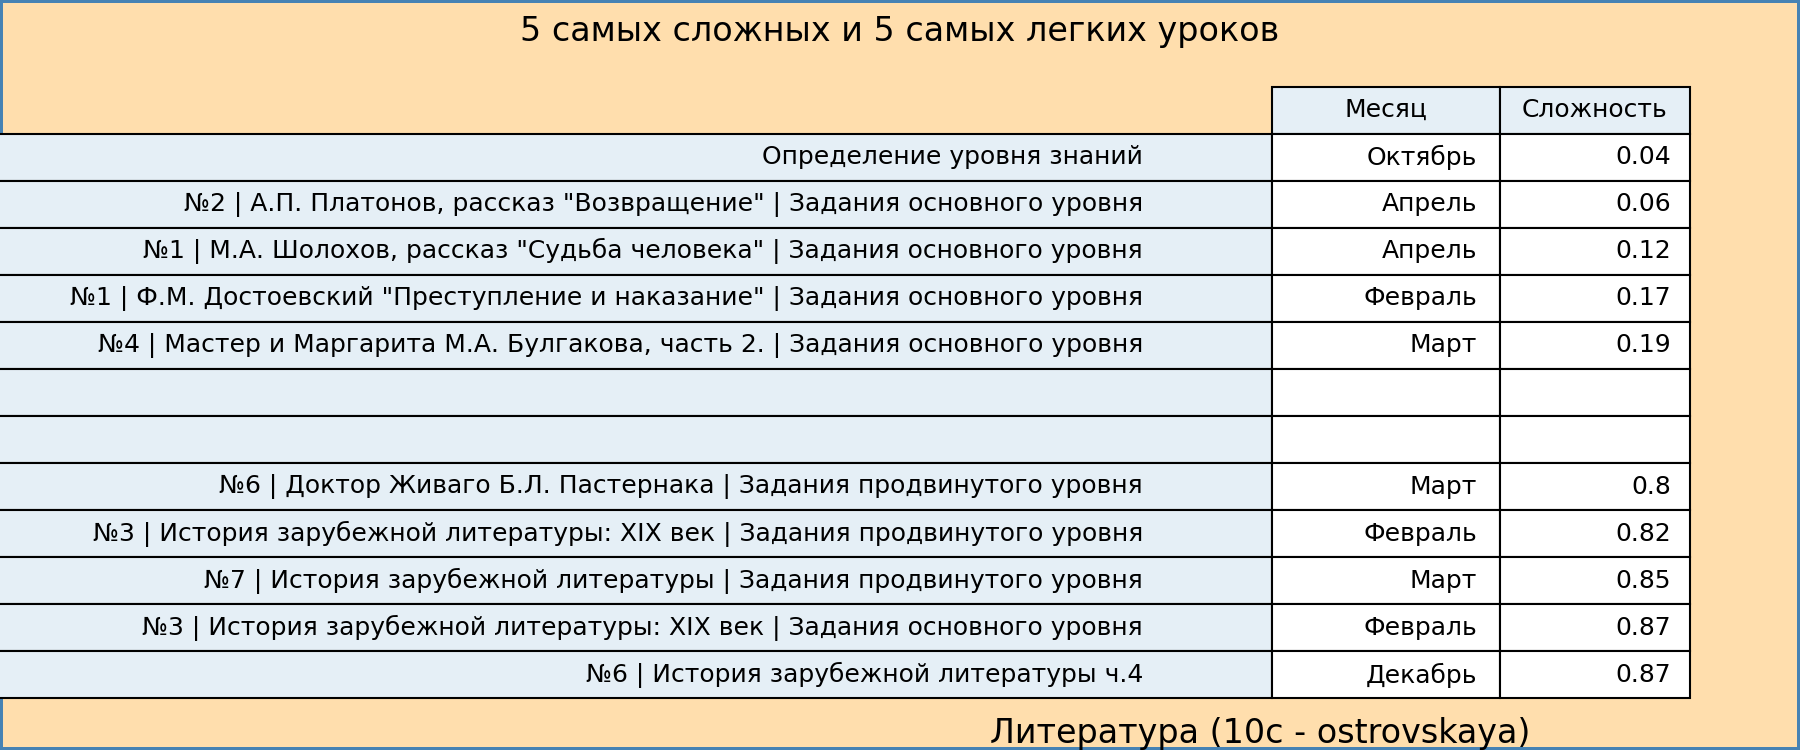 5 самых сложных и 5 самых легких уроков
Месяц Сложность
Определение уровня знаний Октябрь 0.04
№2 | А.П. Платонов, рассказ "Возвращение" | Задания основного уровня Апрель 0.06
№1 | М.А. Шолохов, рассказ "Судьба человека" | Задания основного уровня Апрель 0.12
№1 | Ф.М. Достоевский "Преступление и наказание" | Задания основного уровня Февраль 0.17
№4 | Мастер и Маргарита М.А. Булгакова, часть 2. | Задания основного уровня Март 0.19
№6 | Доктор Живаго Б.Л. Пастернака | Задания продвинутого уровня Март 0.8
№3 | История зарубежной литературы: XIX век | Задания продвинутого уровня Февраль 0.82
№7 | История зарубежной литературы | Задания продвинутого уровня Март 0.85
№3 | История зарубежной литературы: XIX век | Задания основного уровня Февраль 0.87
№6 | История зарубежной литературы ч.4 Декабрь 0.87
Литература (10с - ostrovskaya)